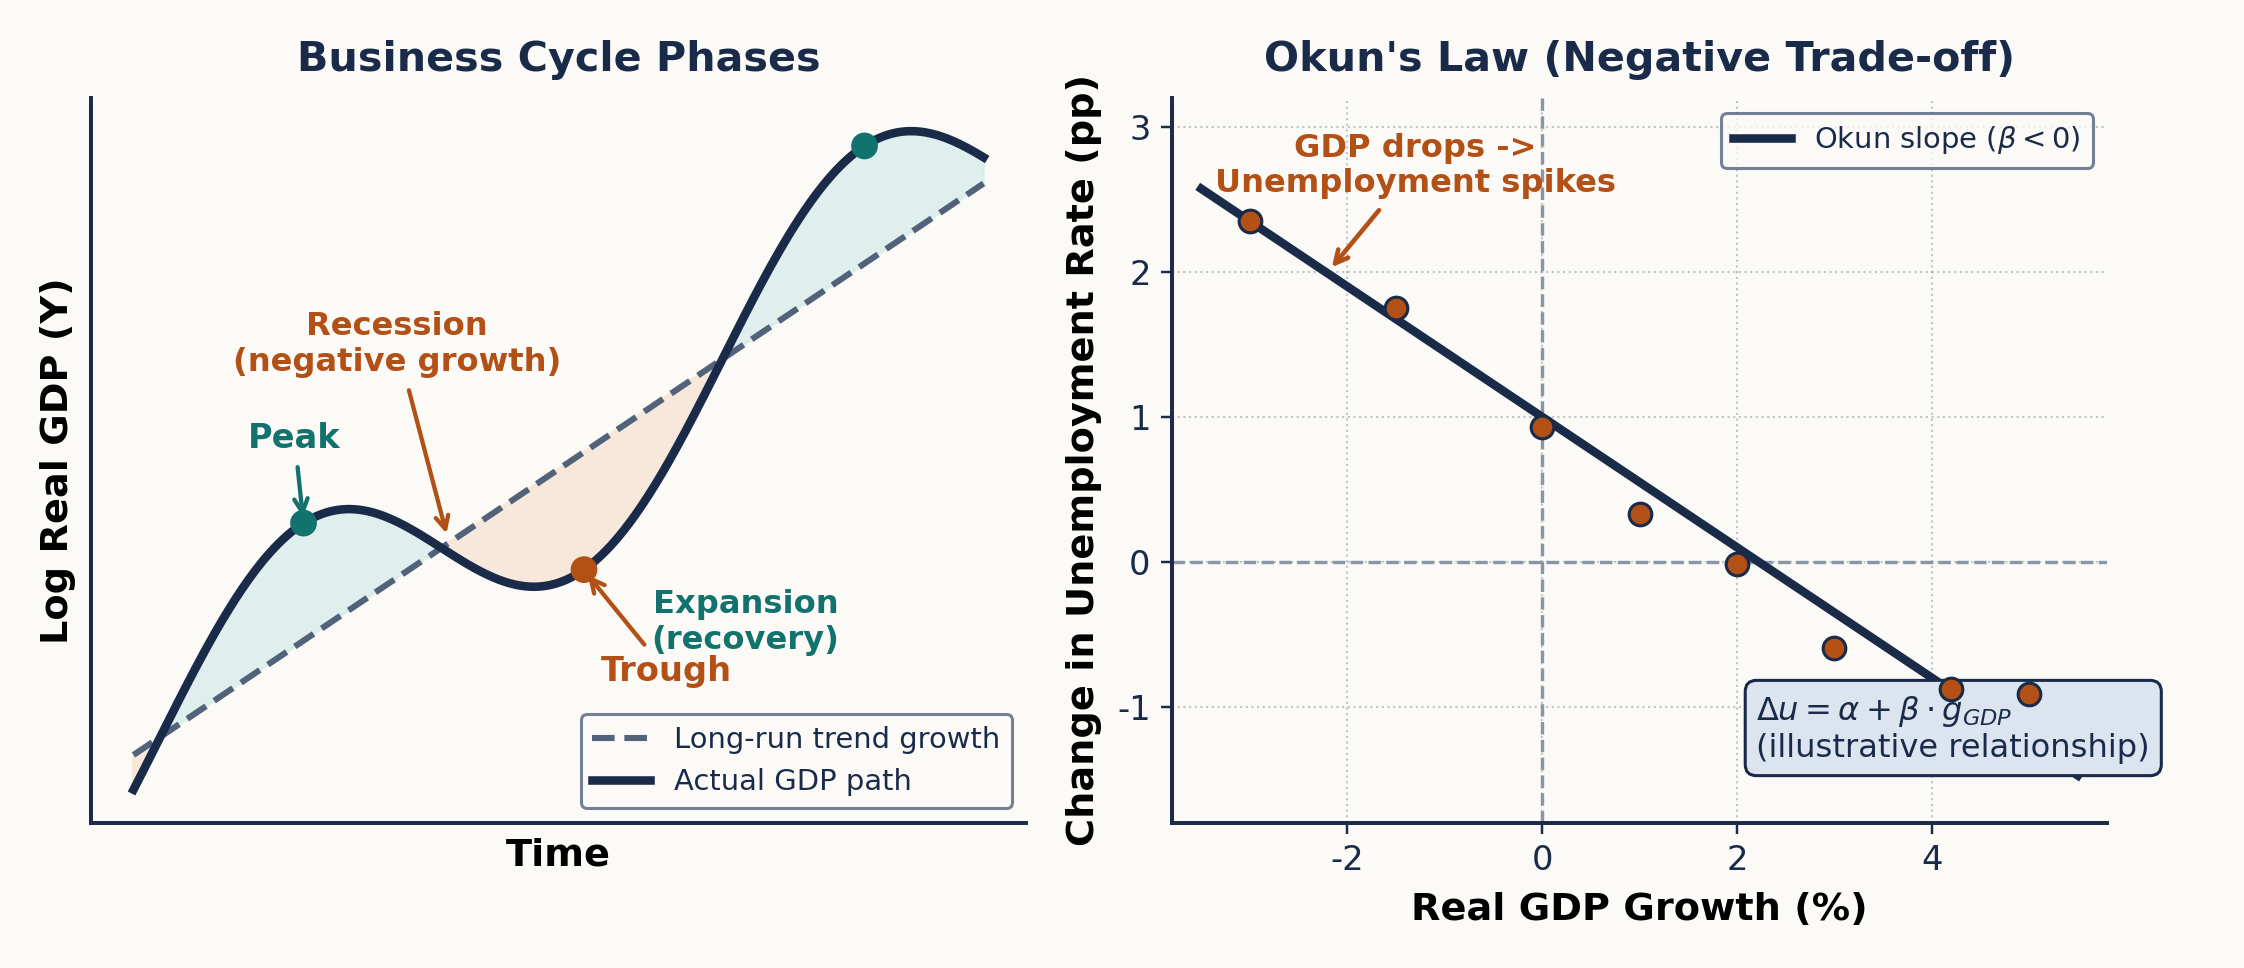 Business Cycle Phases
Log Real GDP (Y)
Recession
(negative growth)
Peak
Expansion
(recovery)
Trough
Long-run trend growth
Actual GDP path
Time
Okun's Law (Negative Trade-off)
Change in Unemployment Rate (pp)
3
2
1
0
-1
GDP drops ->
Unemployment spikes
Okun slope (β < 0)
Δu = α + β · g_{GDP}
(illustrative relationship)
-2
0
2
4
Real GDP Growth (%)